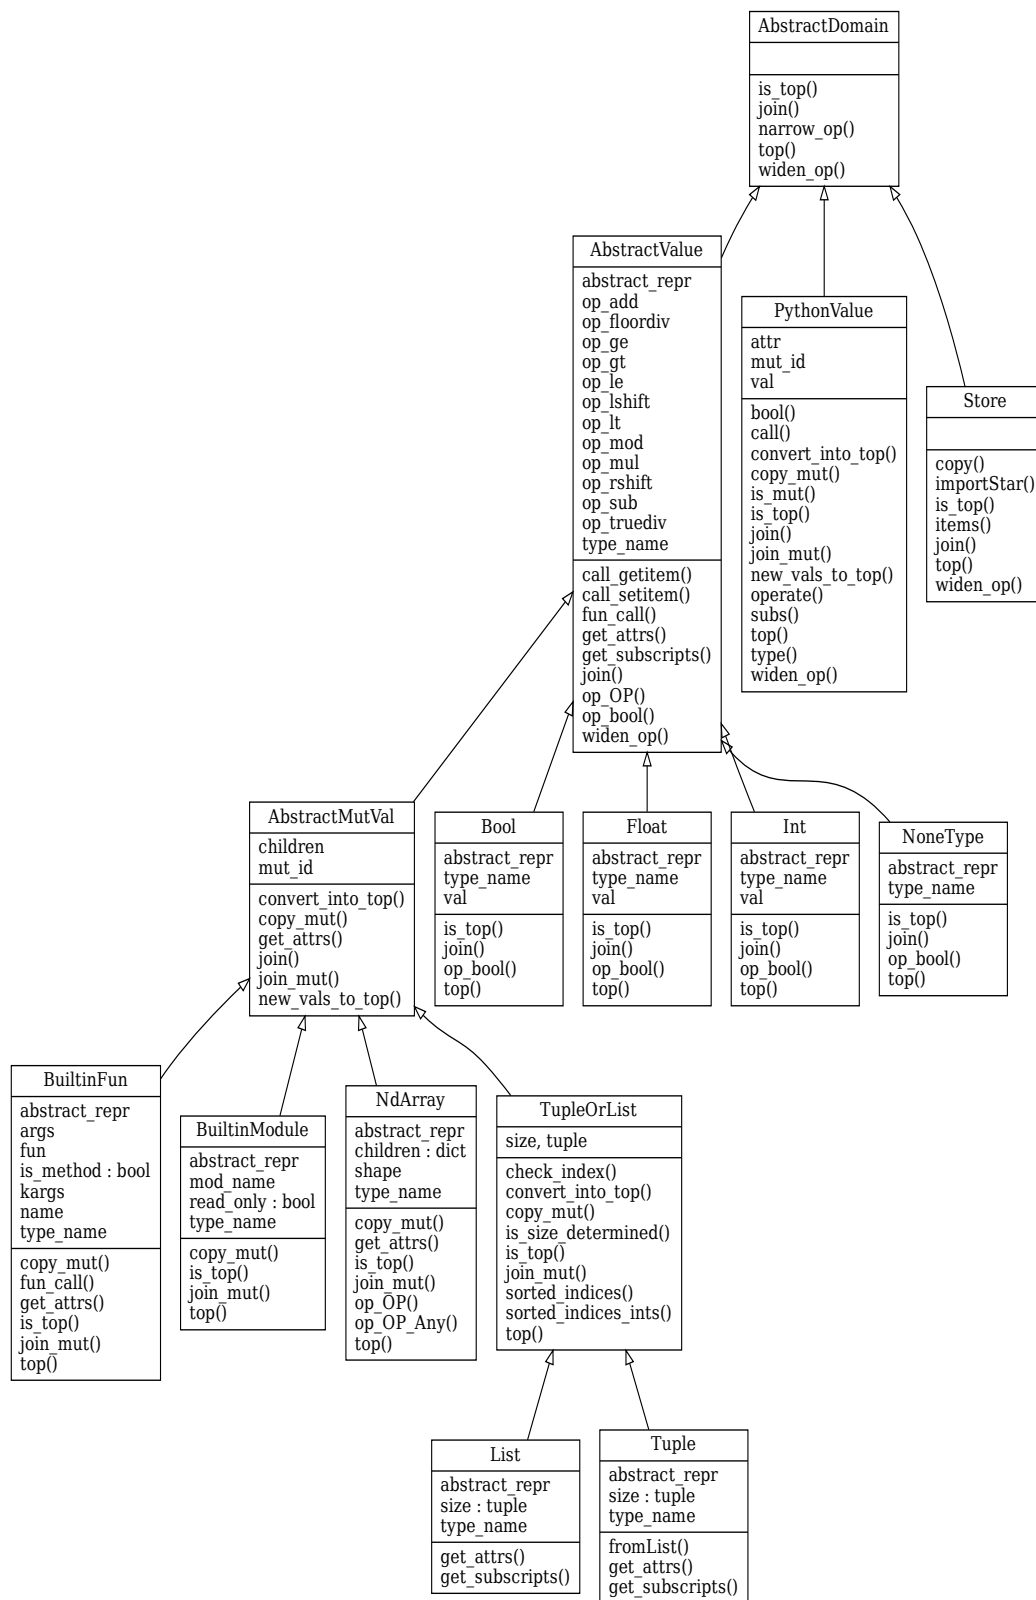 AbstractDomain
is_top()
join()
narrow_op()
top()
widen_op()
AbstractValue
abstract_repr
op_add
op_floordiv
op_ge
op_gt
op_le
op_lshift
op_lt
op_mod
op_mul
op_rshift
op_sub
op_truediv
type_name
call_getitem()
call_setitem()
fun_call()
get_attrs()
get_subscripts()
join()
op_OP()
op_bool()
widen_op()
PythonValue
attr
mut_id
val
bool()
call()
convert_into_top()
copy_mut()
is_mut()
is_top()
join()
join_mut()
new_vals_to_top()
operate()
subs()
top()
type()
widen_op()
Store
copy()
importStar()
is_top()
items()
join()
top()
widen_op()
AbstractMutVal
children
mut_id
convert_into_top()
copy_mut()
get_attrs()
join()
join_mut()
new_vals_to_top()
Bool
abstract_repr
type_name
val
is_top()
join()
op_bool()
top()
Float
abstract_repr
type_name
val
is_top()
join()
op_bool()
top()
Int
abstract_repr
type_name
val
is_top()
join()
op_bool()
top()
NoneType
abstract_repr
type_name
is_top()
join()
op_bool()
top()
BuiltinFun
abstract_repr
args
fun
is_method : bool
kargs
name
type_name
copy_mut()
fun_call()
get_attrs()
is_top()
join_mut()
top()
BuiltinModule
abstract_repr
mod_name
read_only : bool
type_name
copy_mut()
is_top()
join_mut()
top()
NdArray
abstract_repr
children : dict
shape
type_name
copy_mut()
get_attrs()
is_top()
join_mut()
op_OP()
op_OP_Any()
top()
TupleOrList
size, tuple
check_index()
convert_into_top()
copy_mut()
is_size_determined()
is_top()
join_mut()
sorted_indices()
sorted_indices_ints()
top()
List
abstract_repr
size : tuple
type_name
get_attrs()
get_subscripts()
Tuple
abstract_repr
size : tuple
type_name
fromList()
get_attrs()
get_subscripts()